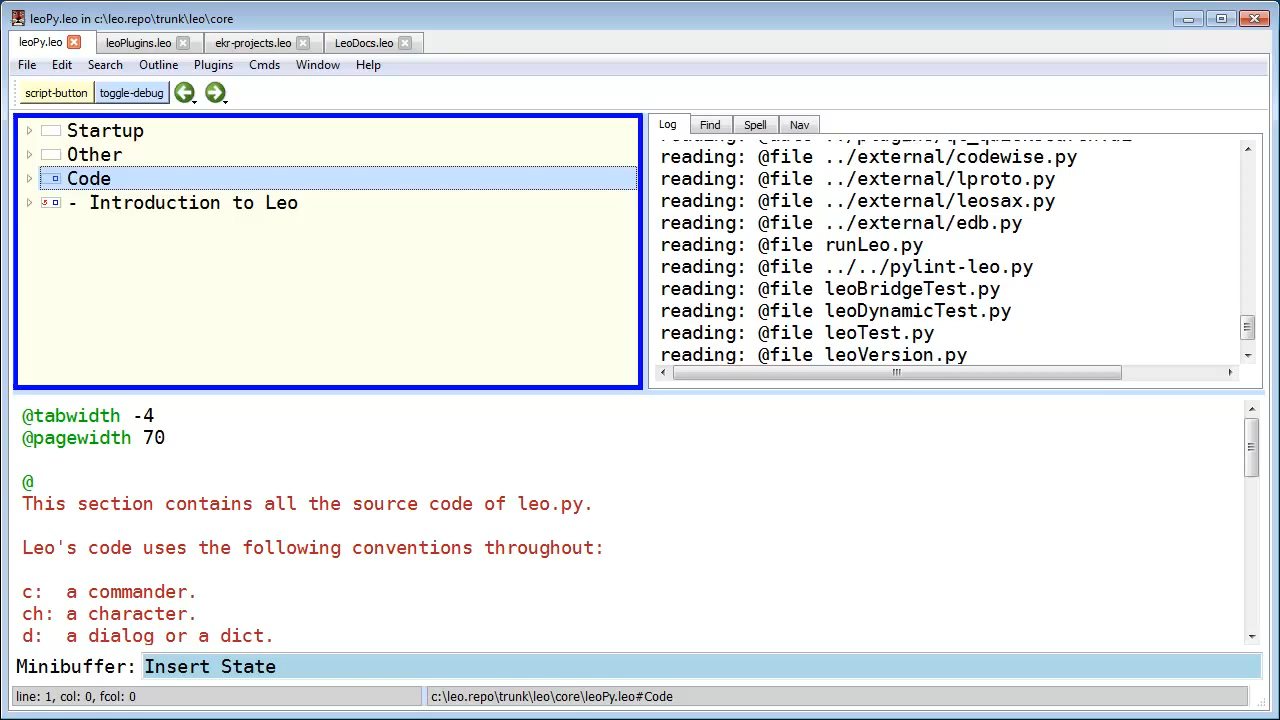 leoPy.leo in c:\leo.repo\trunk\leo\core
leoPy.leo leoPlugins.leo ekr-projects.leo LeoDocs.leo
File Edit Search Outline Plugins Cmds Window Help
script-button toggle-debug
Startup
Other
Code
- Introduction to Leo
Log Find Spell Nav
reading: @file ../external/codewise.py
reading: @file ../external/lproto.py
reading: @file ../external/leosax.py
reading: @file ../external/edb.py
reading: @file runLeo.py
reading: @file ../../pylint-leo.py
reading: @file leoBridgeTest.py
reading: @file leoDynamicTest.py
reading: @file leoTest.py
reading: @file leoVersion.py
@tabwidth -4
@pagewidth 70
@
This section contains all the source code of leo.py.
Leo's code uses the following conventions throughout:
c: a commander.
ch: a character.
d: a dialog or a dict.
Minibuffer: Insert State
line: 1, col: 0, fcol: 0
c:\leo.repo\trunk\leo\core\leoPy.leo#Code